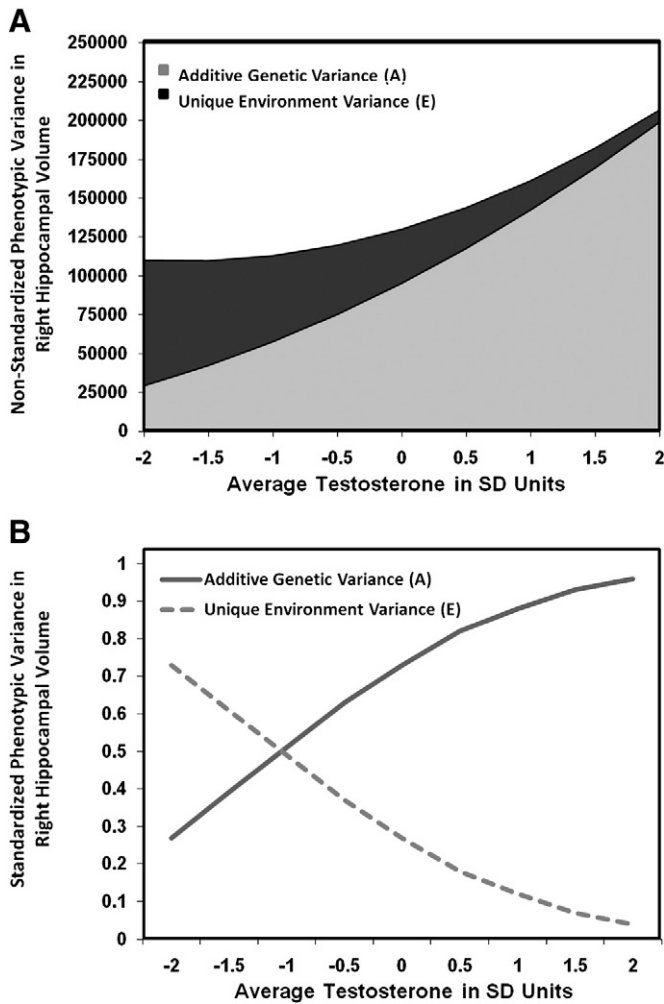 A
Non-Standardized Phenotypic Variance in
Right Hippocampal Volume
250000
225000
200000
175000
150000
125000
100000
75000
50000
25000
0
Additive Genetic Variance (A)
Unique Environment Variance (E)
-2 -1.5 -1 -0.5 0 0.5 1 1.5 2
Average Testosterone in SD Units
B
Standardized Phenotypic Variance in
Right Hippocampal Volume
1
0.9
0.8
0.7
0.6
0.5
0.4
0.3
0.2
0.1
0
Additive Genetic Variance (A)
Unique Environment Variance (E)
-2 -1.5 -1 -0.5 0 0.5 1 1.5 2
Average Testosterone in SD Units